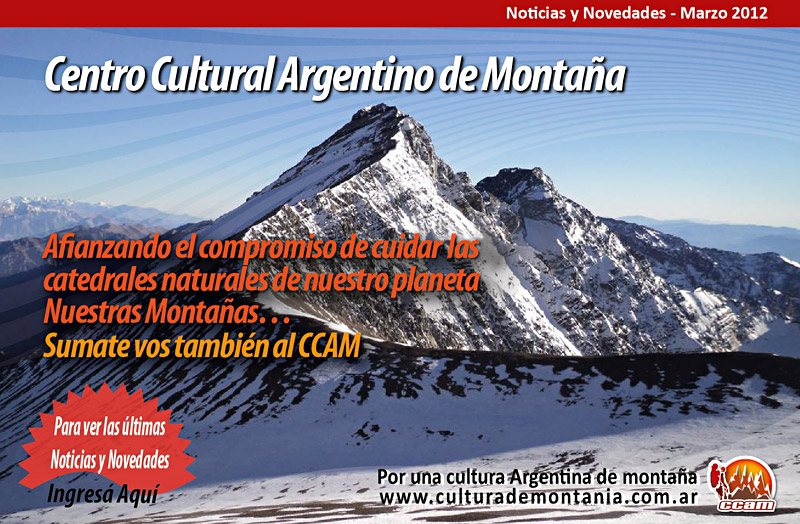 Noticias y Novedades - Marzo 2012
Centro Cultural Argentino de Montaña
Afianzando el compromiso de cuidar las
catedrales naturales de nuestro planeta
Nuestras Montañas...
Sumate vos también al CCAM
Para ver las últimas
Noticias y Novedades
Ingresá Aquí
Por una cultura Argentina de montaña
www.culturademontania.com.ar
ccam